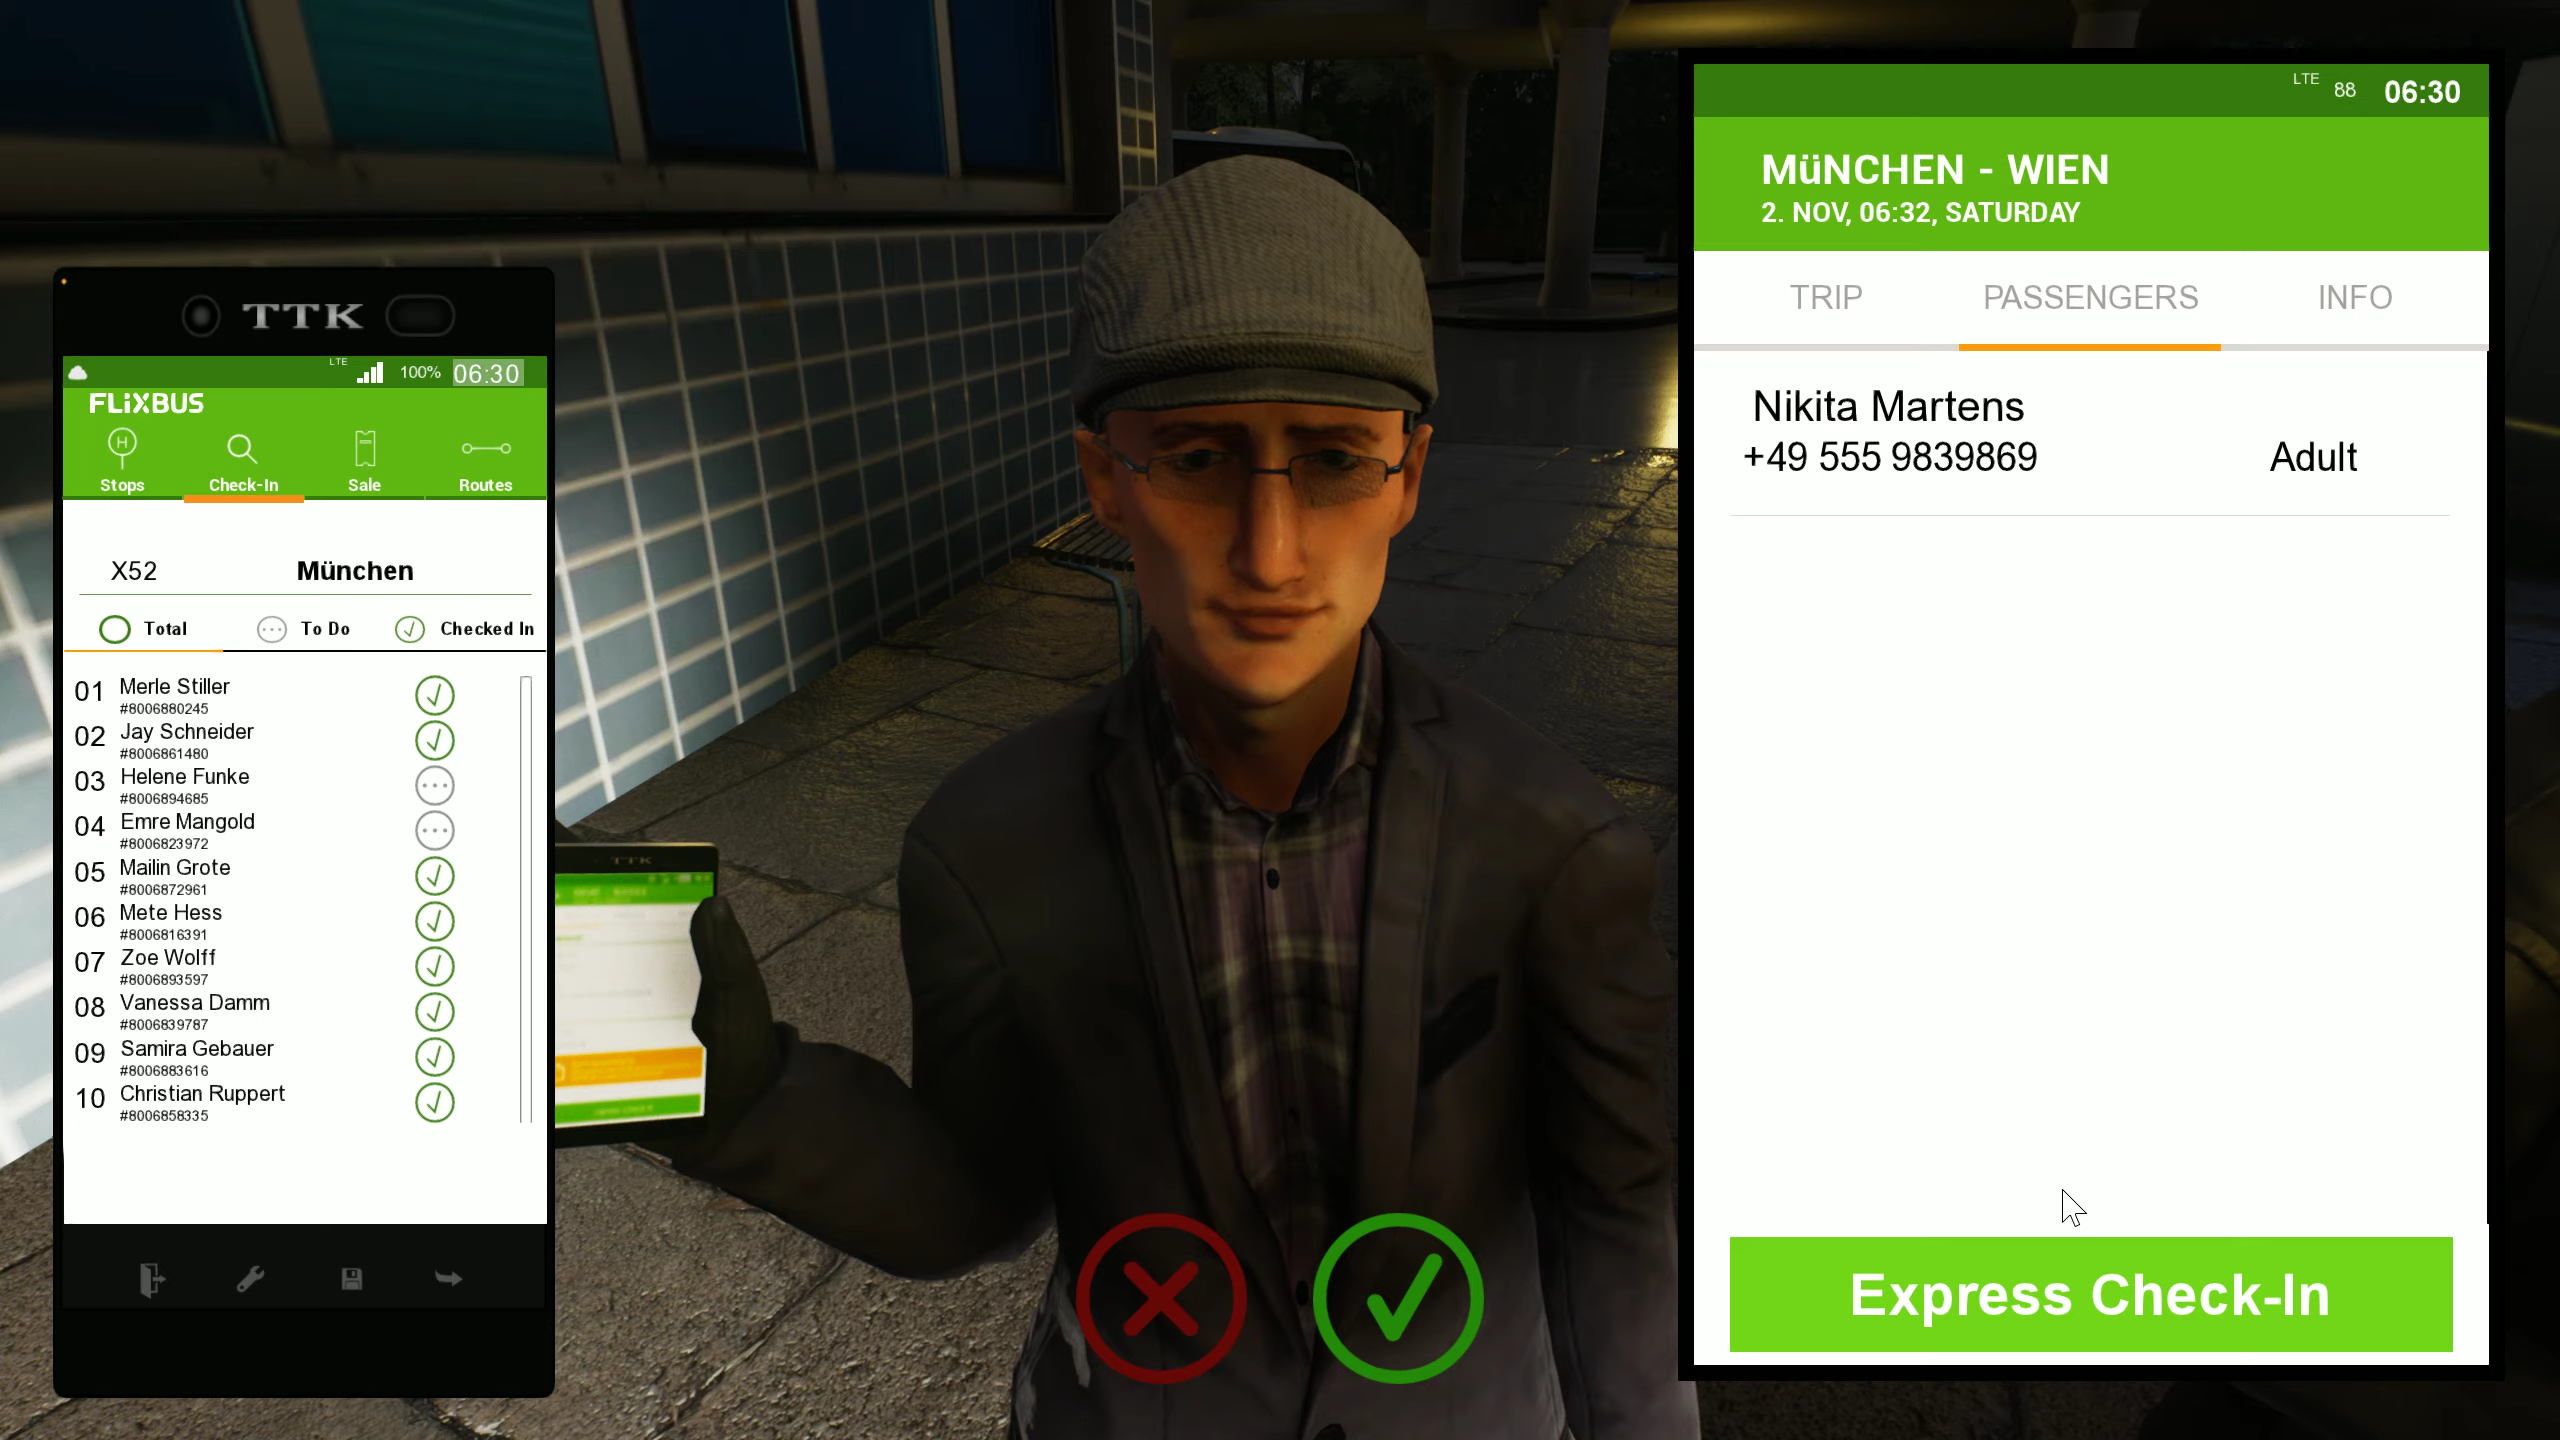 TTK
LTE 100% 06:30
FLiXBUS
H
Stops Check-In Sale Routes
X52 München
Total To Do Checked In
01 Merle Stiller
#8006880245
02 Jay Schneider
#8006861480
03 Helene Funke
#8006894685
04 Emre Mangold
#8006823972
05 Mailin Grote
#8006872961
06 Mete Hess
#8006816391
07 Zoe Wolff
#8006893597
08 Vanessa Damm
#8006839787
09 Samira Gebauer
#8006883616
10 Christian Ruppert
#8006858335
TTK
LTE 88 06:30
MüNCHEN - WIEN
2. NOV, 06:32, SATURDAY
TRIP PASSENGERS INFO
Nikita Martens
+49 555 9839869 Adult
Express Check-In